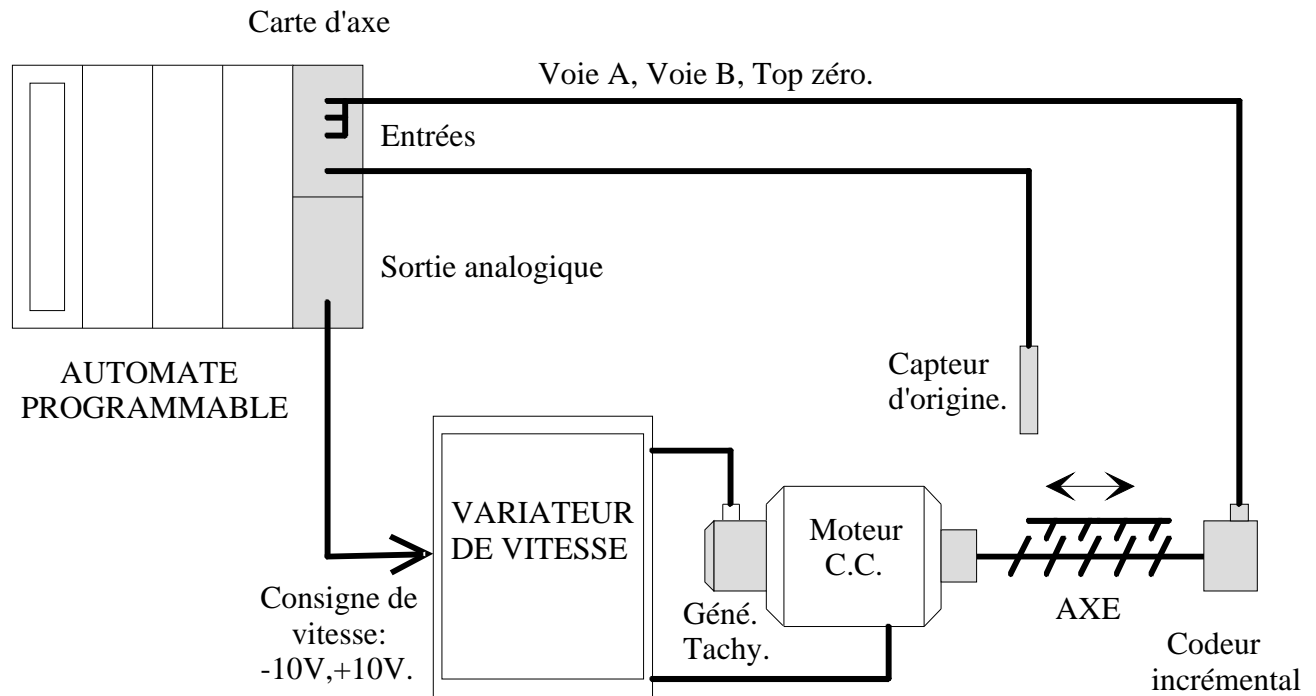 Carte d'axe
Voie A, Voie B, Top zéro.
Entrées
Sortie analogique
AUTOMATE
PROGRAMMABLE
Capteur
d'origine.
VARIATEUR
DE VITESSE
Moteur
C.C.
Consigne de
vitesse:
-10V,+10V.
Géné.
Tachy.
AXE
Codeur
incrémental